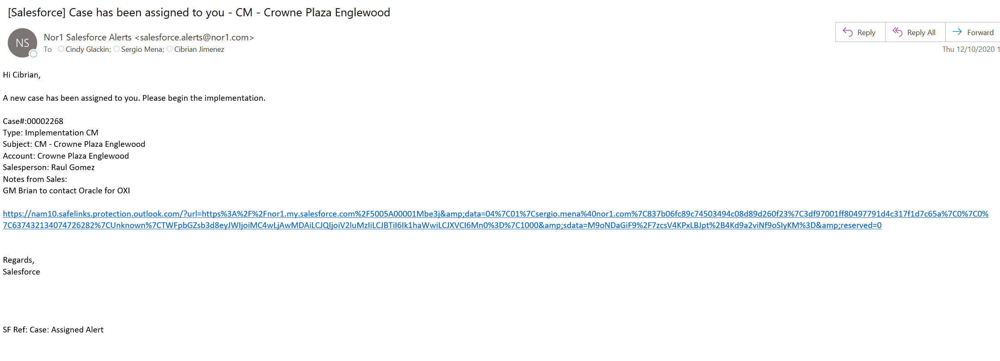 [Salesforce] Case has been assigned to you - CM - Crowne Plaza Englewood
NS
Nor1 Salesforce Alerts <salesforce.alerts@nor1.com>
To Cindy Glackin; Sergio Mena; Cibrian Jimenez
Reply
Reply All
Forward
Thu 12/10/2020 1
Hi Cibrian,
A new case has been assigned to you. Please begin the implementation.
Case#:00002268
Type: Implementation CM
Subject: CM - Crowne Plaza Englewood
Account: Crowne Plaza Englewood
Salesperson: Raul Gomez
Notes from Sales:
GM Brian to contact Oracle for OXI
https://nam10.safelinks.protection.outlook.com/?url=https%3A%2F%2Fnor1.my.salesforce.com%2F5005A00001Mbe3j&amp;data=04%7C01%7Csergio.mena%40nor1.com%7C837b06fc89c74503494c08d89d260f23%7C3df97001ff80497791d4c317f1d7c65a%7C0%7C0%
7C637432134074726282%7CUnknown%7CTWFpbGZsb3d8eyJWIjoiMC4wLjAwMDAiLCJQIjoiV2luMzIiLCJBTiI6Ik1haWwiLCJXVCI6Mn0%3D%7C1000&amp;sdata=M9oNDaGiF9%2F7zcsV4KPxLBJpt%2B4Kd9a2viNf9oSIyKM%3D&amp;reserved=0
Regards,
Salesforce
SF Ref: Case: Assigned Alert